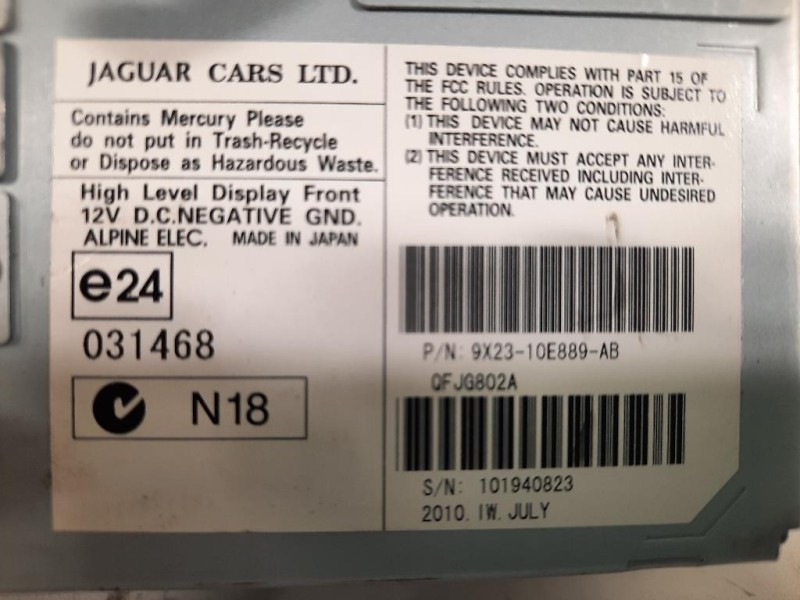 JAGUAR CARS LTD.
Contains Mercury Please
do not put in Trash-Recycle
or Dispose as Hazardous Waste.
High Level Display Front
12V D.C.NEGATIVE GND.
ALPINE ELEC. MADE IN JAPAN
e24
031468
N18
THIS DEVICE COMPLIES WITH PART 15 OF
THE FCC RULES. OPERATION IS SUBJECT TO
THE FOLLOWING TWO CONDITIONS:
(1) THIS DEVICE MAY NOT CAUSE HARMFUL
INTERFERENCE.
(2) THIS DEVICE MUST ACCEPT ANY INTER-
FERENCE RECEIVED INCLUDING INTER-
FERENCE THAT MAY CAUSE UNDESIRED
OPERATION.
P/N: 9X23-10E889-AB
QFJG802A
S/N: 101940823
2010. IW. JULY